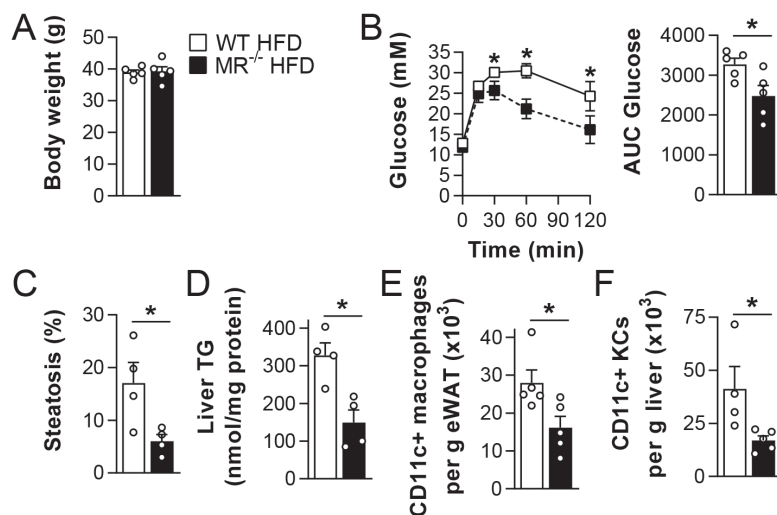 A
Body weight (g)
50
40
30
20
10
0
WT HFD
MR-/- HFD
B
Glucose (mM)
35
30
25
20
15
10
5
0
* * *
0 30 60 90 120
Time (min)
AUC Glucose
4000
3000
2000
1000
0
*
C
Steatosis (%)
30
20
10
0
*
D
Liver TG
(nmol/mg protein)
400
300
200
100
0
*
E
CD11c+ macrophages
per g eWAT (x10³)
40
30
20
10
0
*
F
CD11c+ KCs
per g liver (x10³)
75
50
25
0
*